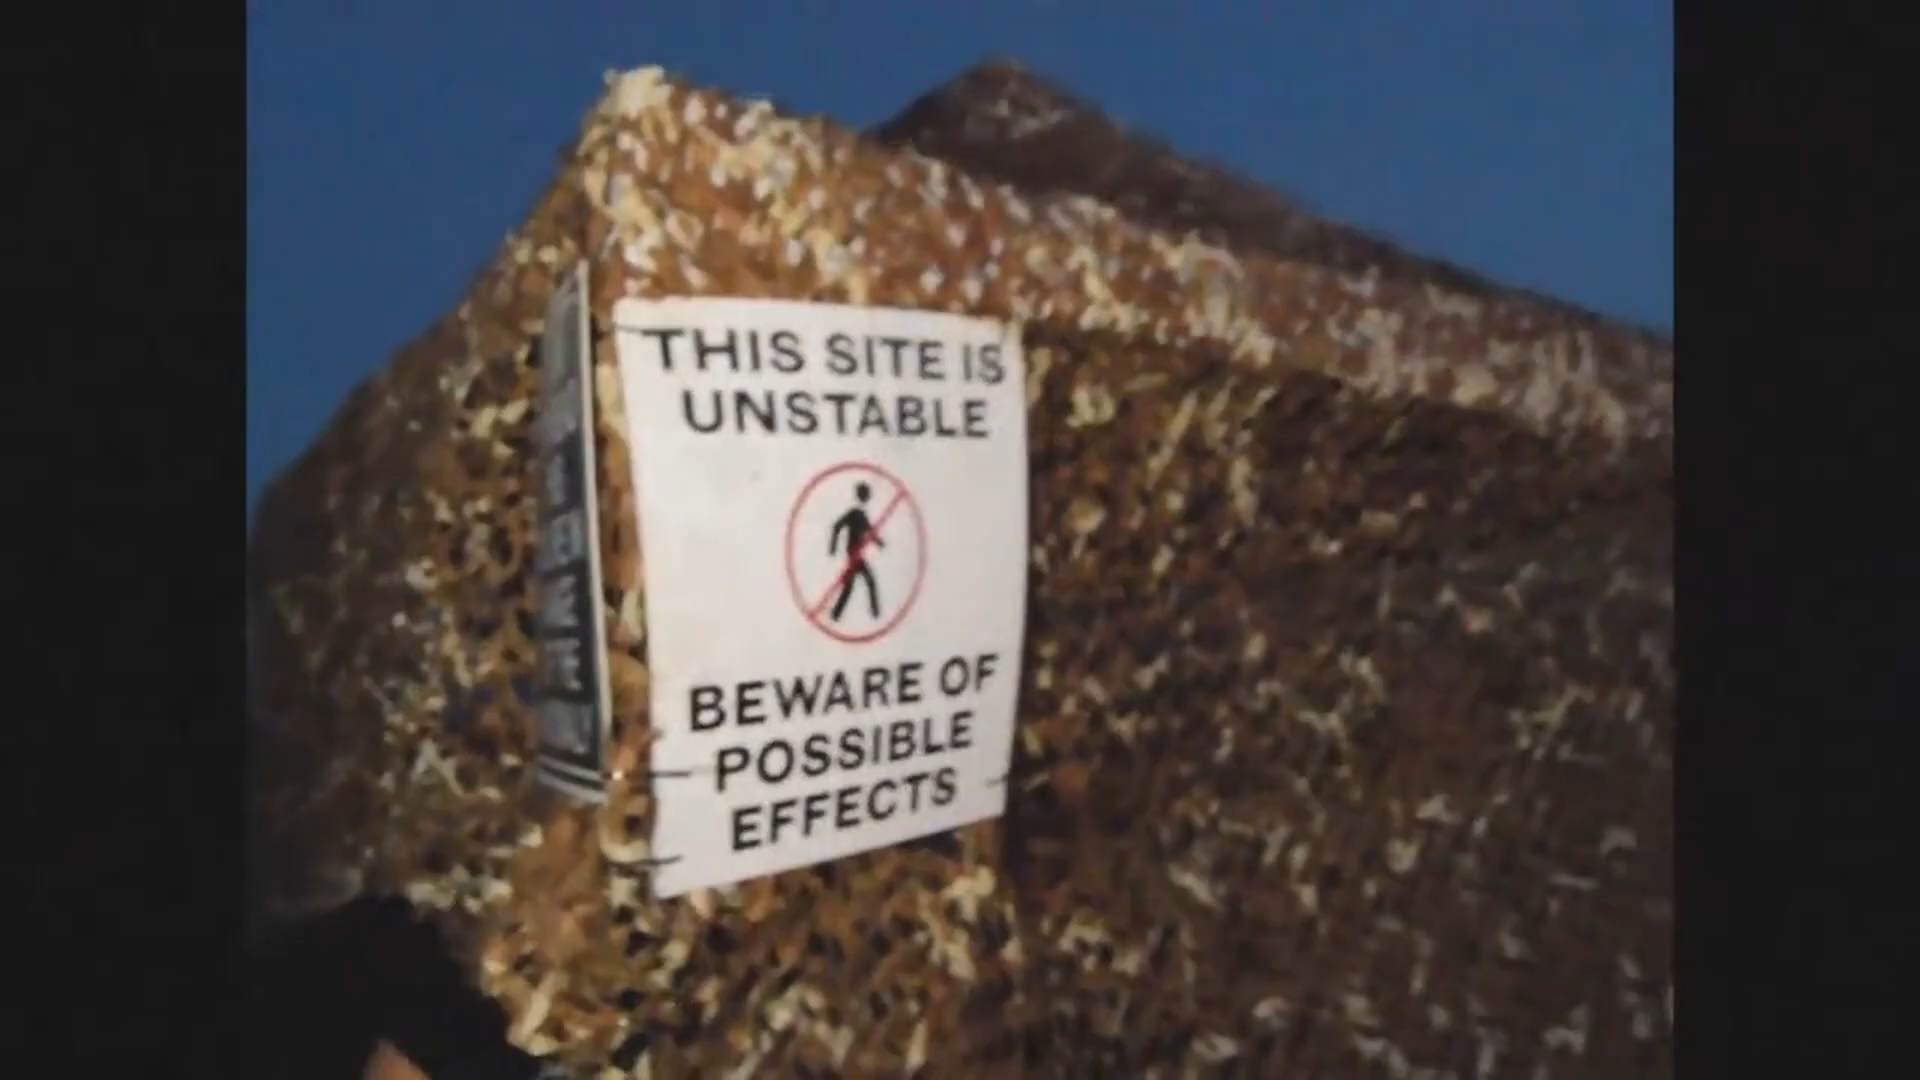 THIS SITE IS
UNSTABLE
BEWARE OF
POSSIBLE
EFFECTS